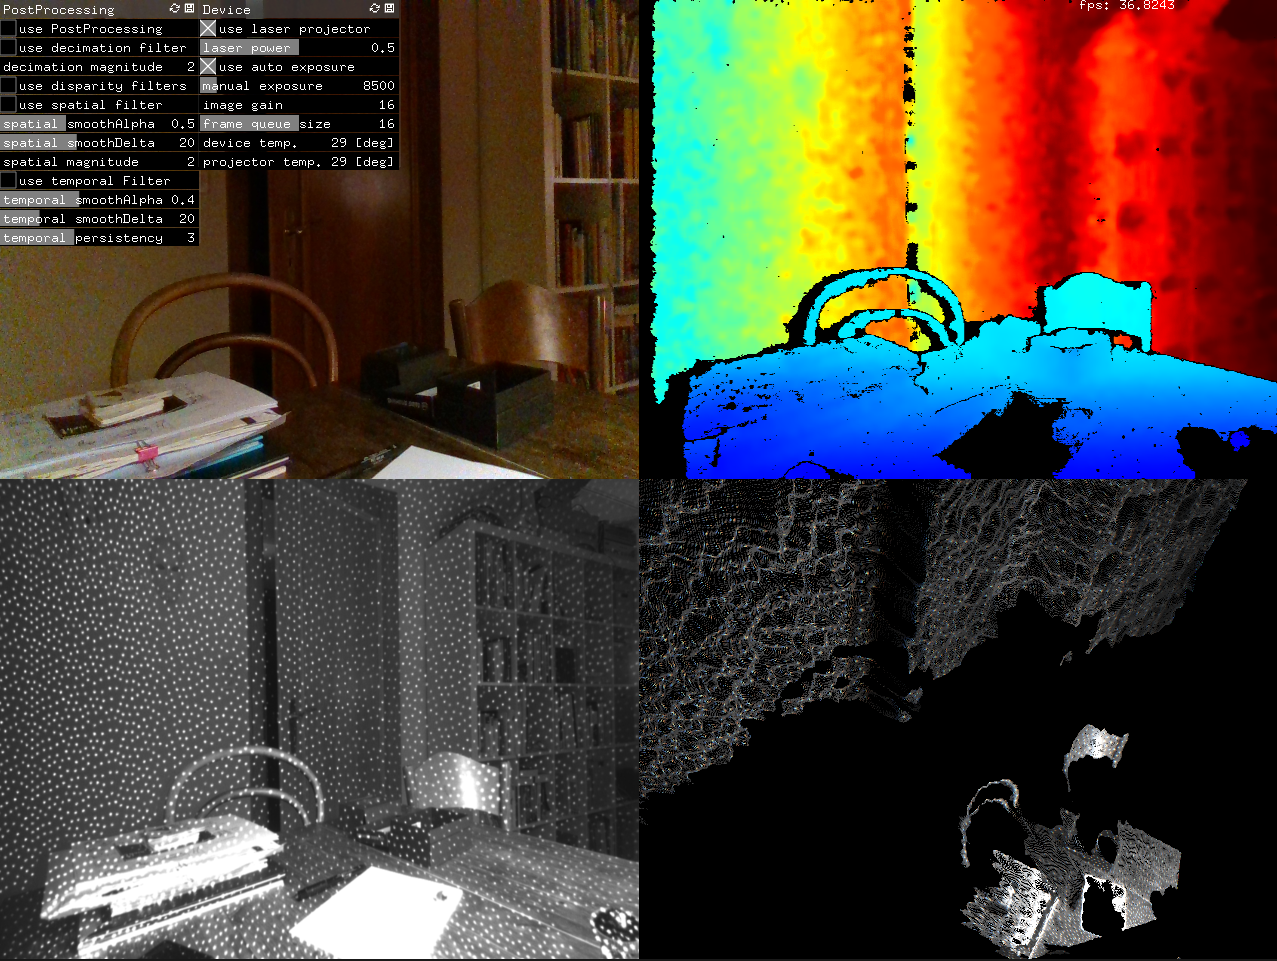 PostProcessing
use PostProcessing
use decimation filter
decimation magnitude 2
use disparity filters
use spatial filter
spatial smoothAlpha 0.5
spatial smoothDelta 20
spatial magnitude 2
use temporal Filter
temporal smoothAlpha 0.4
temporal smoothDelta 20
temporal persistency 3
Device
use laser projector
laser power 0.5
use auto exposure
manual exposure 8500
image gain 16
frame queue size 16
device temp. 29 [deg]
projector temp. 29 [deg]
fps: 36.8243